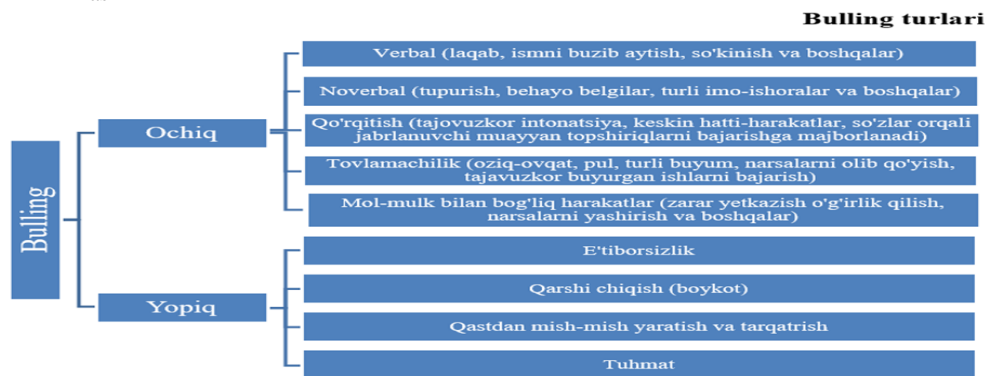 Bulling turlari
Bulling
Ochiq
Verbal (laqab, ismni buzib aytish, so'kinish va boshqalar)
Noverbal (tupurish, behayo belgilar, turli imo-ishoralar va boshqalar)
Qo'rqitish (tajovuzkor intonatsiya, keskin hatti-harakatlar, so'zlar orqali
jabrlanuvchi muayyan topshiriqlarni bajarishga majborlanadi)
Tovlamachilik (oziq-ovqat, pul, turli buyum, narsalarni olib qo'yish,
tajavuzkor buyurgan ishlarni bajarish)
Mol-mulk bilan bog'liq harakatlar (zarar yetkazish o'g'irlik qilish,
narsalarni yashirish va boshqalar)
Yopiq
E'tiborsizlik
Qarshi chiqish (boykot)
Qastdan mish-mish yaratish va tarqatrish
Tuhmat